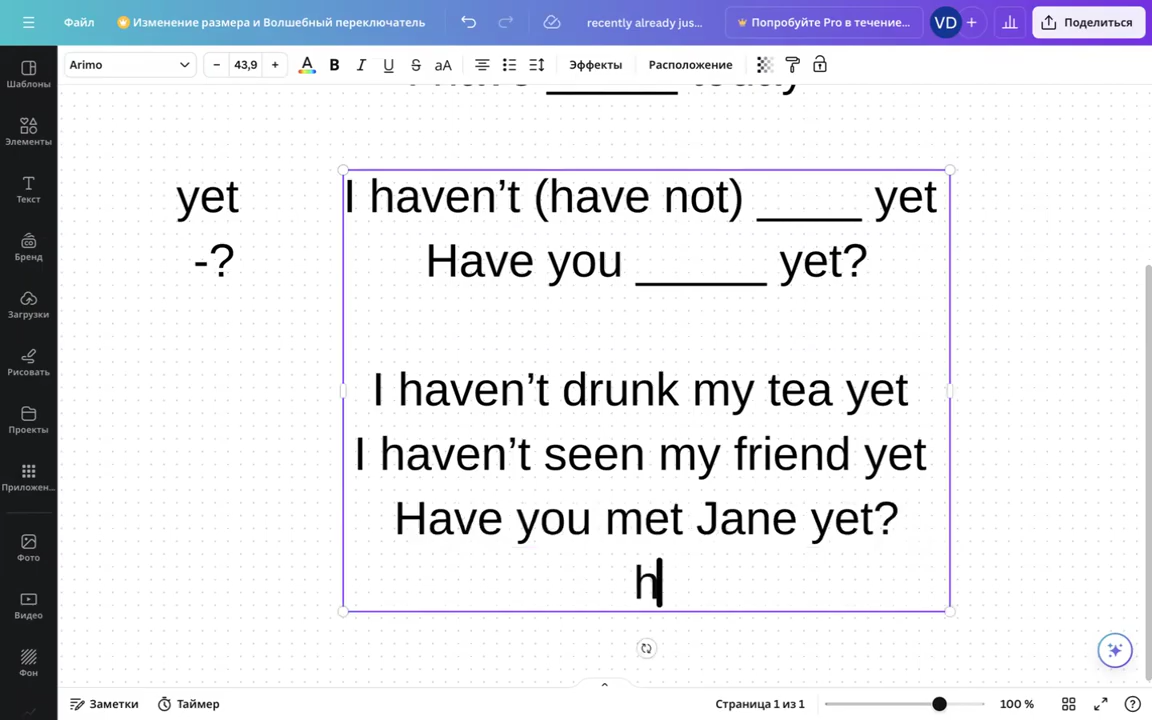 Файл
Изменение размера и Волшебный переключатель
recently already jus...
Попробуйте Pro в течение...
VD
Поделиться
Arimo
43,9
Эффекты
Расположение
Шаблоны
Элементы
Текст
Бренд
Загрузки
Рисовать
Проекты
Приложен...
Фото
Видео
Фон
yet
-?
I haven’t (have not) ____ yet
Have you _____ yet?
I haven’t drunk my tea yet
I haven’t seen my friend yet
Have you met Jane yet?
h
Заметки
Таймер
Страница 1 из 1
100 %